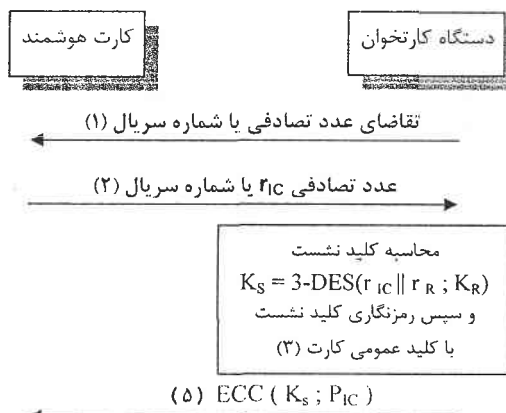 دستگاه کارتخوان
کارت هوشمند
تقاضای عدد تصادفی یا شماره سریال (۱)
عدد تصادفی rIC یا شماره سریال (۲)
محاسبه کلید نشست
KS = 3-DES(r IC || r R ; KR)
و سپس رمزنگاری کلید نشست
با کلید عمومی کارت (۳)
(۵) ECC ( Ks ; PIC )